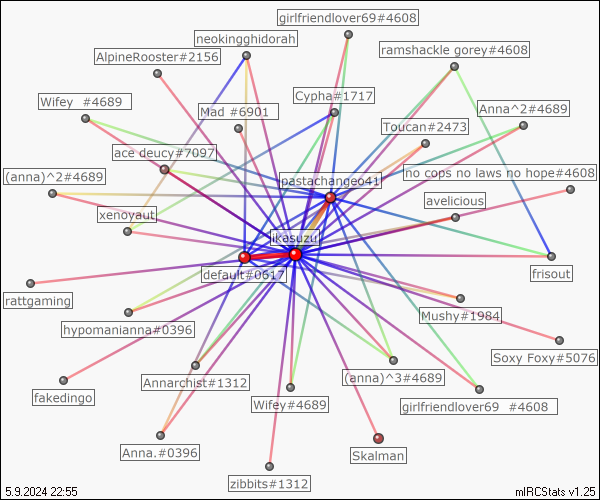 girlfriendlover69#4608
neokingghidorah
ramshackle gorey#4608
AlpineRooster#2156
Wifey  #4689
Cypha#1717
Mad #6901
Anna^2#4689
Toucan#2473
ace deucy#7097
(anna)^2#4689
pastachangeo41
no cops no laws no hope#4608
avelicious
xenoyaut
ikasuzu
default#0617
frisout
rattgaming
Mushy#1984
hypomanianna#0396
Soxy Foxy#5076
Annarchist#1312
(anna)^3#4689
fakedingo
Wifey#4689
girlfriendlover69  #4608
Anna.#0396
Skalman
zibbits#1312
5.9.2024 22:55
mIRCStats v1.25